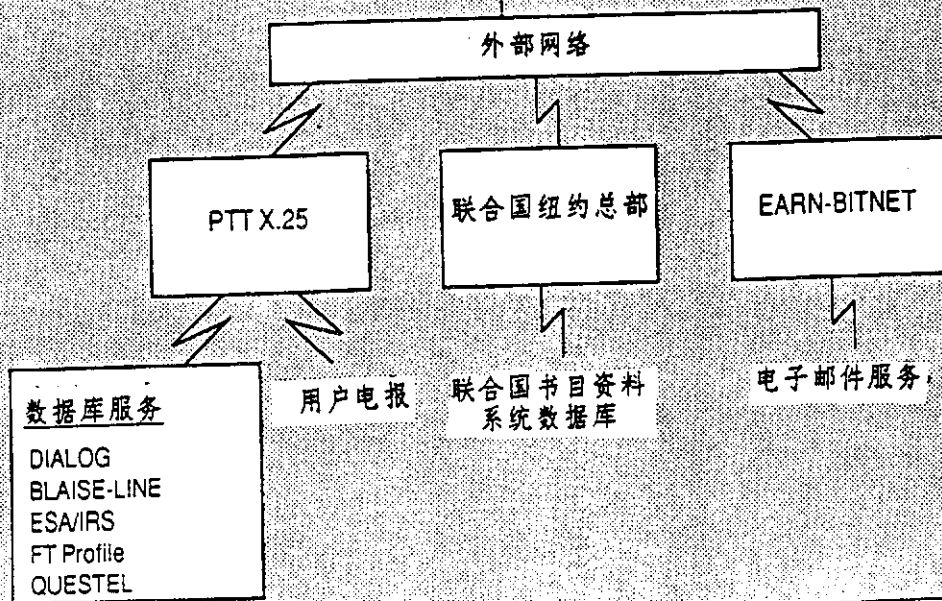 外部网络
PTT X.25
联合国纽约总部
EARN-BITNET
数据库服务
DIALOG
BLAISE-LINE
ESA/IRS
FT Profile
QUESTEL
用户电报
联合国书目资料
系统数据库
电子邮件服务